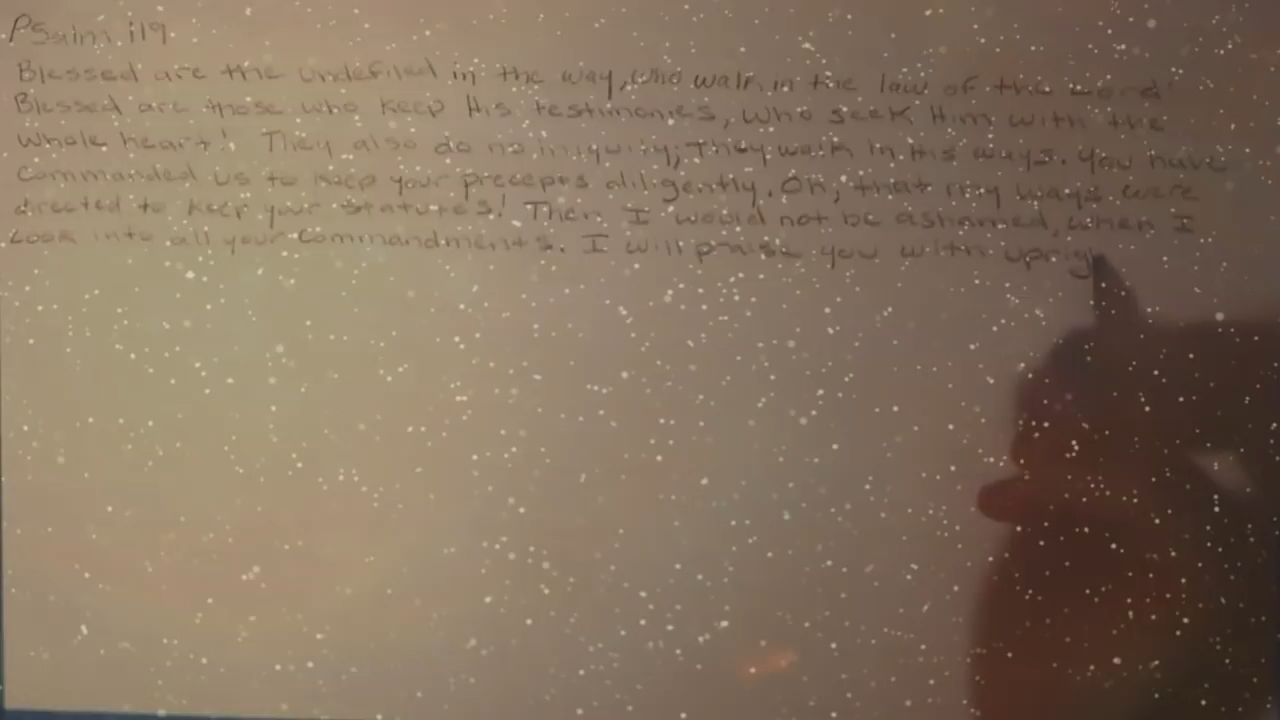 Psalm 119
Blessed are the undefiled in the way, who walk in the law of the Lord!
Blessed are those who keep His testimonies, who seek Him with the
whole heart! They also do no iniquity; They walk in His ways. You have
Commanded us to keep your precepts diligently. Oh, that my ways were
directed to keep your statutes! Then I would not be ashamed, when I
Look into all your Commandments. I will praise you with uprig